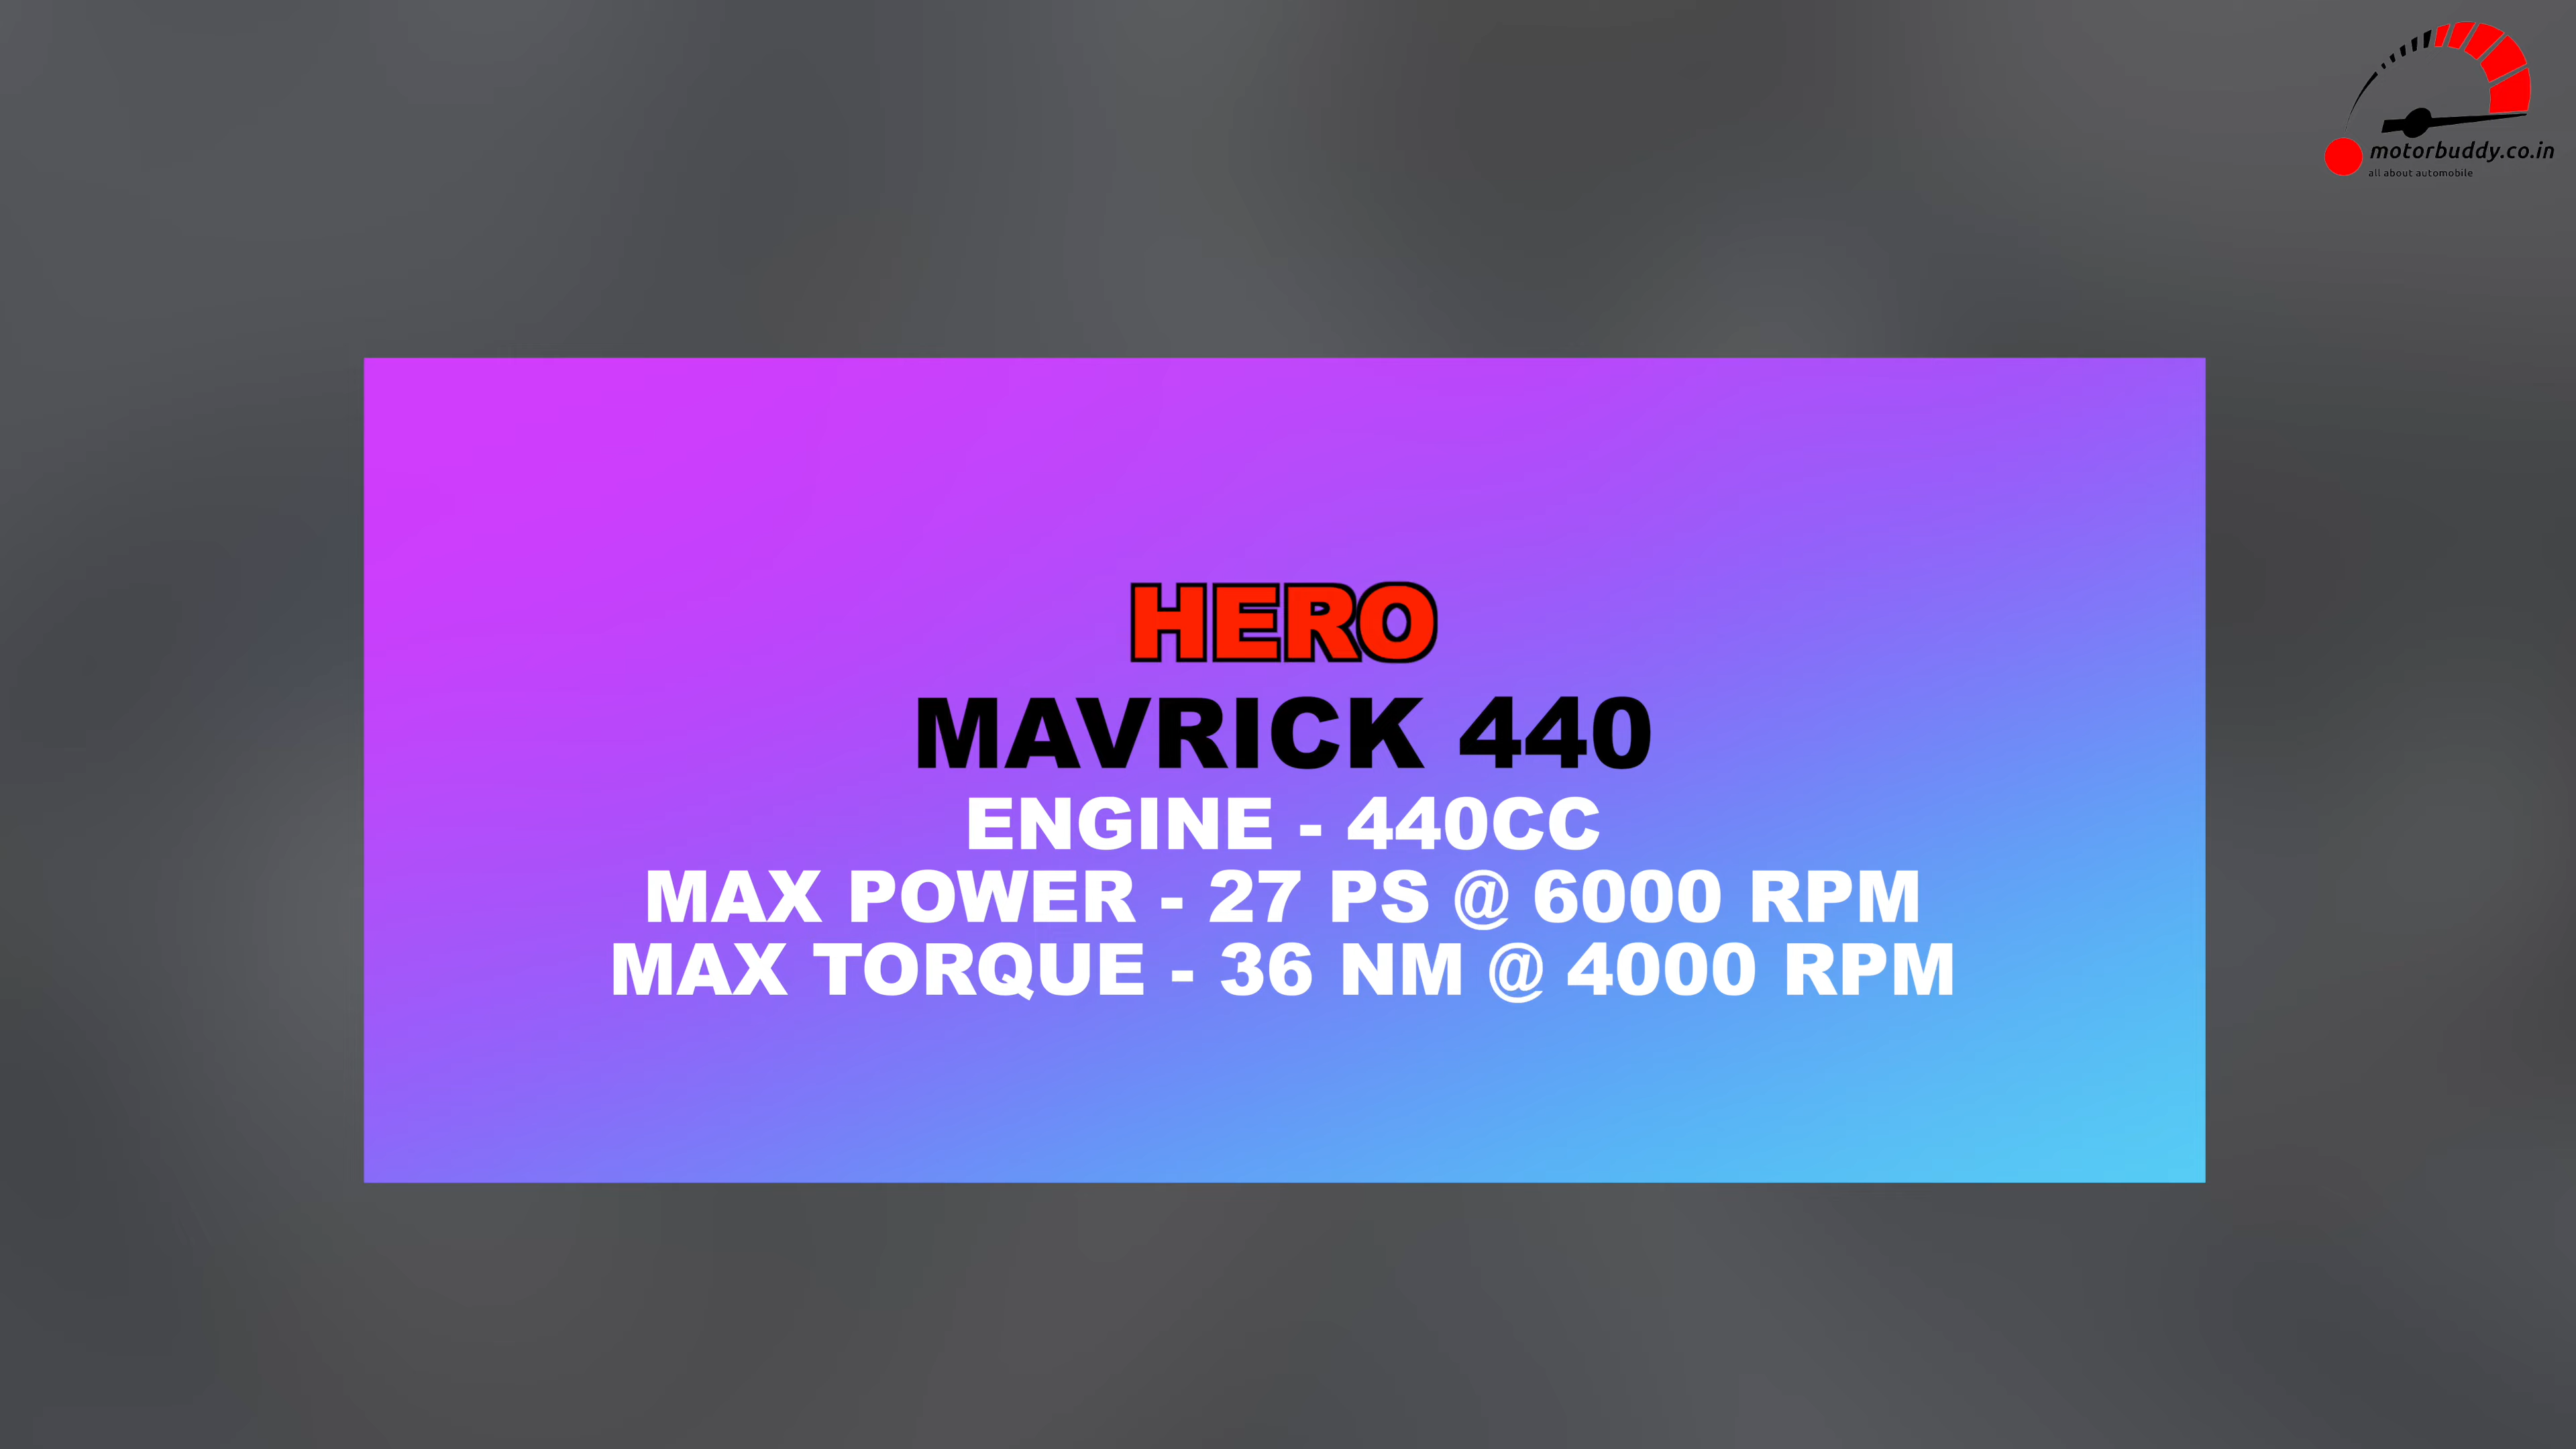 motorbuddy.co.in
all about automobile
HERO
MAVRICK 440
ENGINE - 440CC
MAX POWER - 27 PS @ 6000 RPM
MAX TORQUE - 36 NM @ 4000 RPM